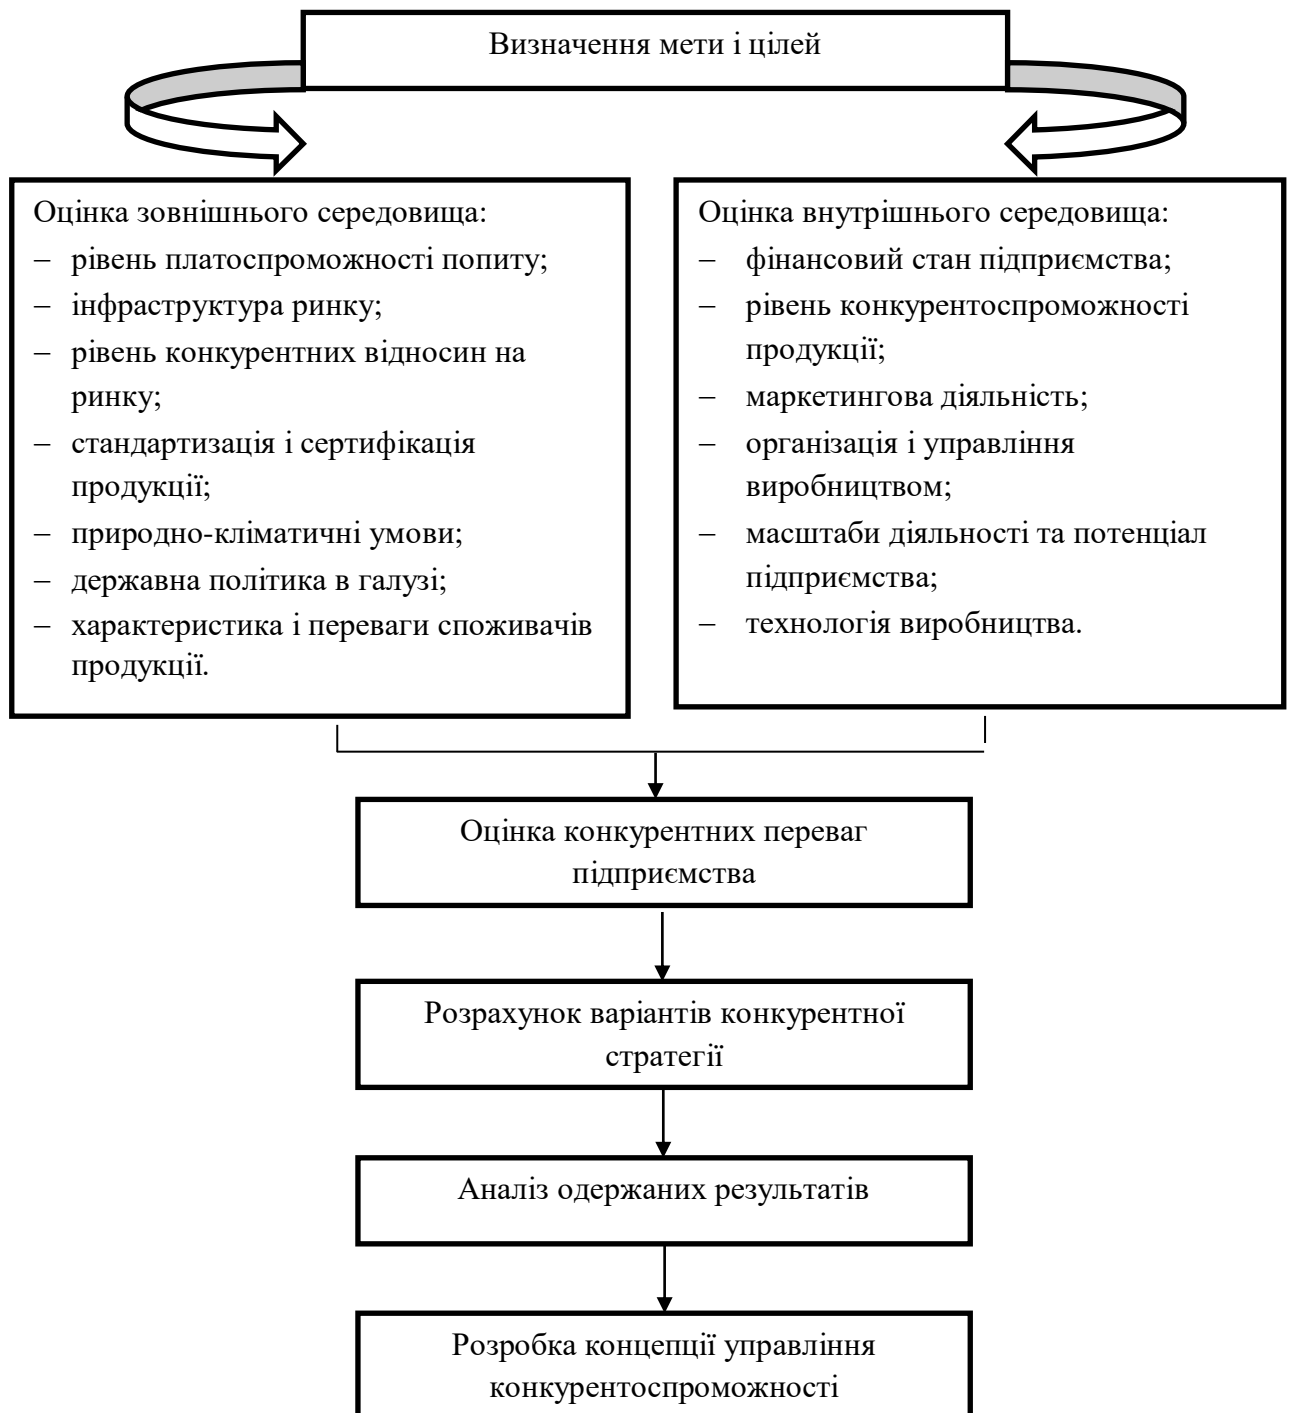 Визначення мети і цілей
Оцінка зовнішнього середовища:
– рівень платоспроможності попиту;
– інфраструктура ринку;
– рівень конкурентних відносин на
ринку;
– стандартизація і сертифікація
продукції;
– природно-кліматичні умови;
– державна політика в галузі;
– характеристика і переваги споживачів
продукції.
Оцінка внутрішнього середовища:
– фінансовий стан підприємства;
– рівень конкурентоспроможності
продукції;
– маркетингова діяльність;
– організація і управління
виробництвом;
– масштаби діяльності та потенціал
підприємства;
– технологія виробництва.
Оцінка конкурентних переваг
підприємства
Розрахунок варіантів конкурентної
стратегії
Аналіз одержаних результатів
Розробка концепції управління
конкурентоспроможності